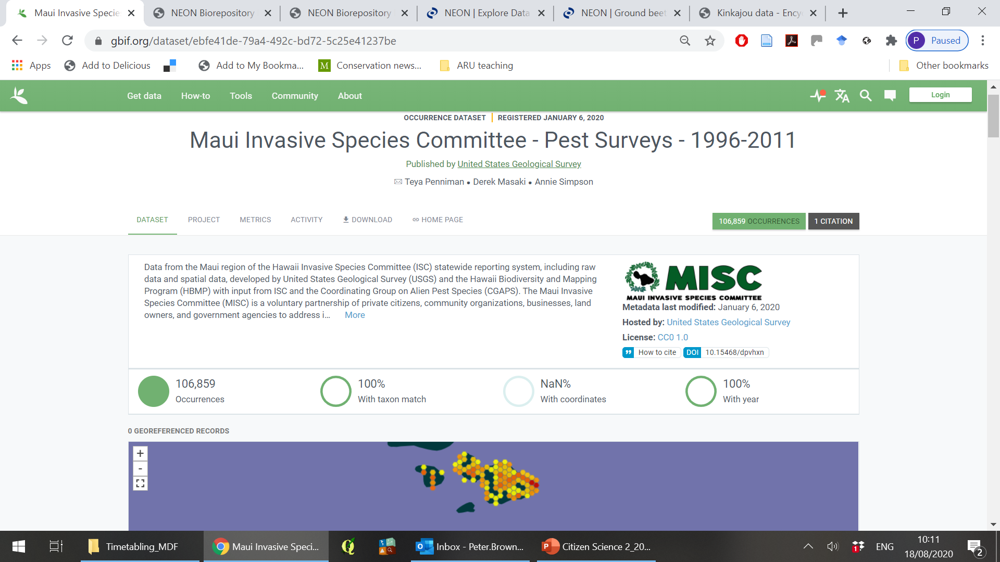 Maui Invasive Specie
NEON Biorepository
NEON Biorepository
NEON | Explore Data
NEON | Ground beet
Kinkajou data - Ency
gbif.org/dataset/ebfe41de-79a4-492c-bd72-5c25e41237be
P Paused
Apps
Add to Delicious
Add to My Bookma...
M Conservation news...
ARU teaching
Other bookmarks
Get data
How-to
Tools
Community
About
Login
OCCURRENCE DATASET | REGISTERED JANUARY 6, 2020
Maui Invasive Species Committee - Pest Surveys - 1996-2011
Published by United States Geological Survey
Teya Penniman • Derek Masaki • Annie Simpson
DATASET
PROJECT
METRICS
ACTIVITY
DOWNLOAD
HOME PAGE
106,859 OCCURRENCES
1 CITATION
Data from the Maui region of the Hawaii Invasive Species Committee (ISC) statewide reporting system, including raw
data and spatial data, developed by United States Geological Survey (USGS) and the Hawaii Biodiversity and Mapping
Program (HBMP) with input from ISC and the Coordinating Group on Alien Pest Species (CGAPS). The Maui Invasive
Species Committee (MISC) is a voluntary partnership of private citizens, community organizations, businesses, land
owners, and government agencies to address i... More
MISC
MAUI INVASIVE SPECIES COMMITTEE
Metadata last modified: January 6, 2020
Hosted by: United States Geological Survey
License: CC0 1.0
How to cite
DOI 10.15468/dpvhxn
106,859
Occurrences
100%
With taxon match
NaN%
With coordinates
100%
With year
0 GEOREFERENCED RECORDS
+
-
Timetabling_MDF
Maui Invasive Speci...
Inbox - Peter.Brown...
Citizen Science 2_20...
1
ENG
10:11
18/08/2020
2